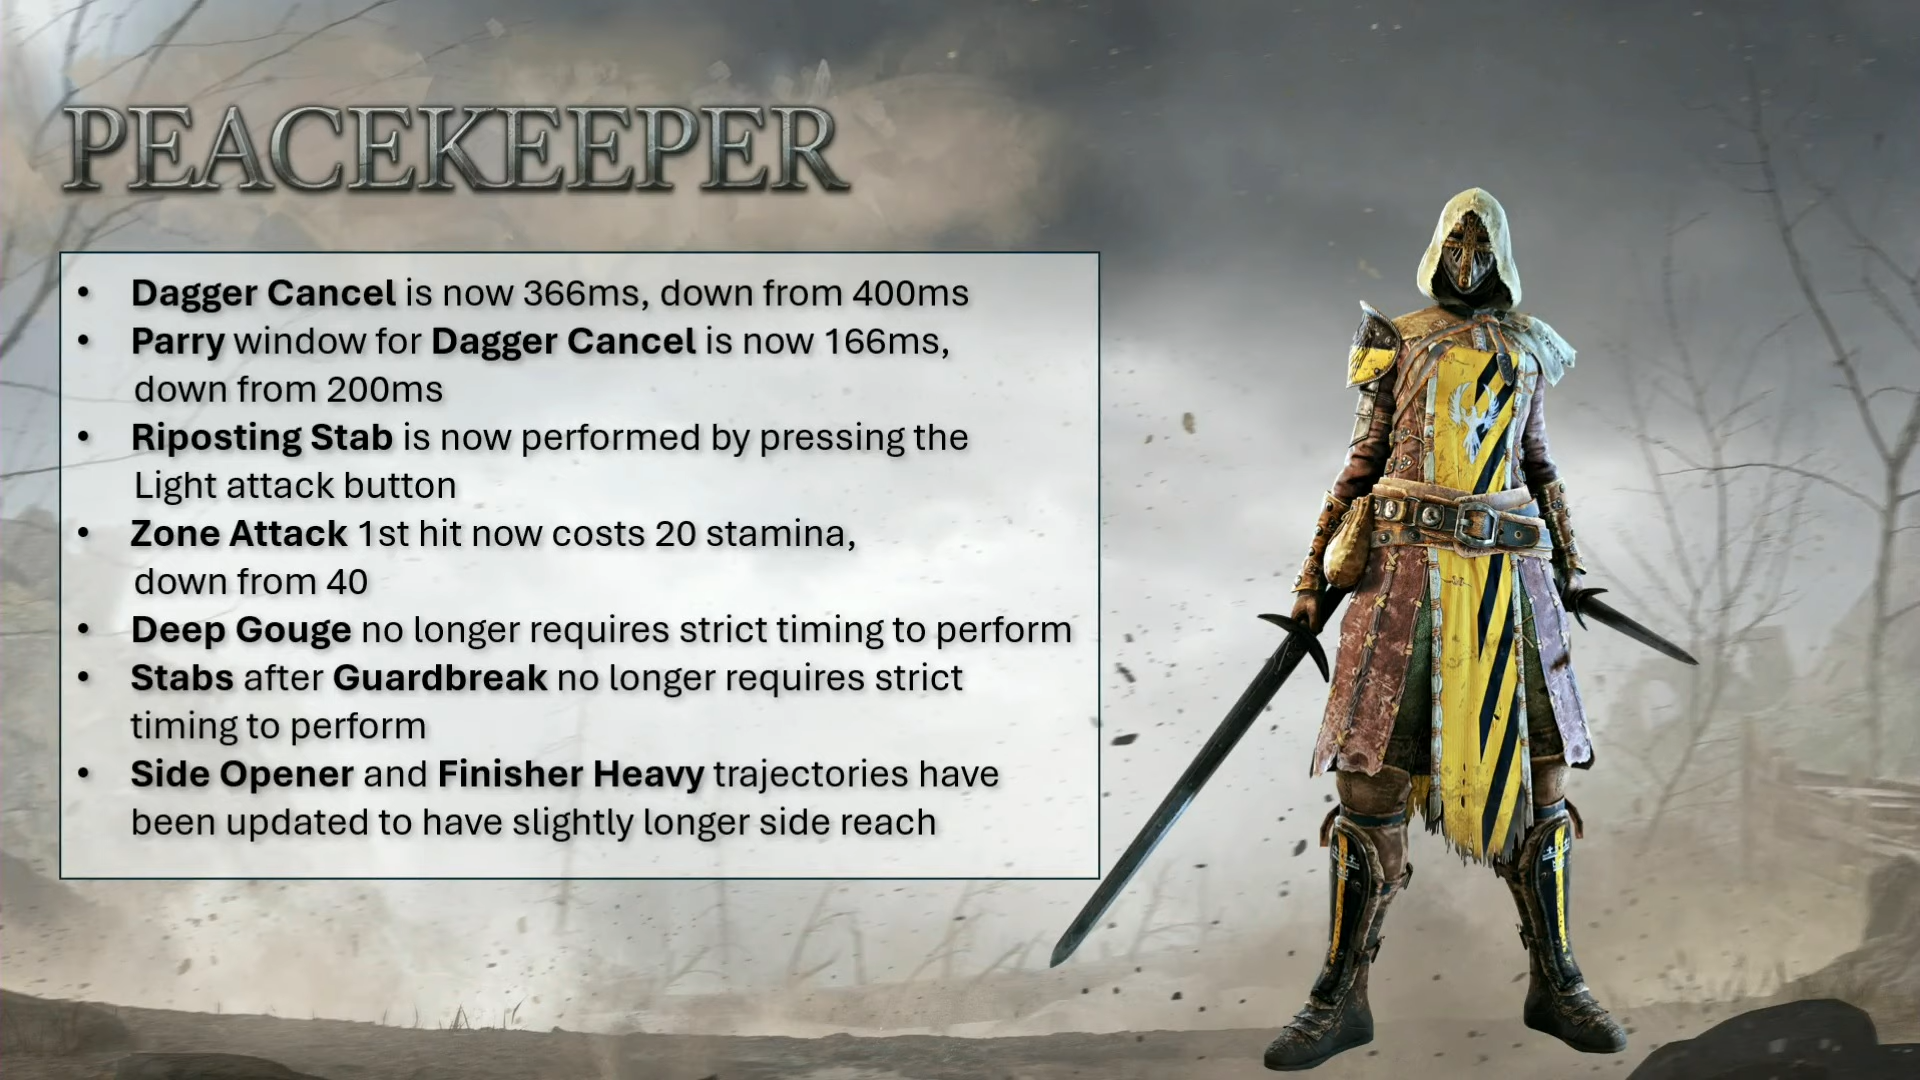 PEACEKEEPER
• Dagger Cancel is now 366ms, down from 400ms
• Parry window for Dagger Cancel is now 166ms,
down from 200ms
• Riposting Stab is now performed by pressing the
Light attack button
• Zone Attack 1st hit now costs 20 stamina,
down from 40
• Deep Gouge no longer requires strict timing to perform
• Stabs after Guardbreak no longer requires strict
timing to perform
• Side Opener and Finisher Heavy trajectories have
been updated to have slightly longer side reach